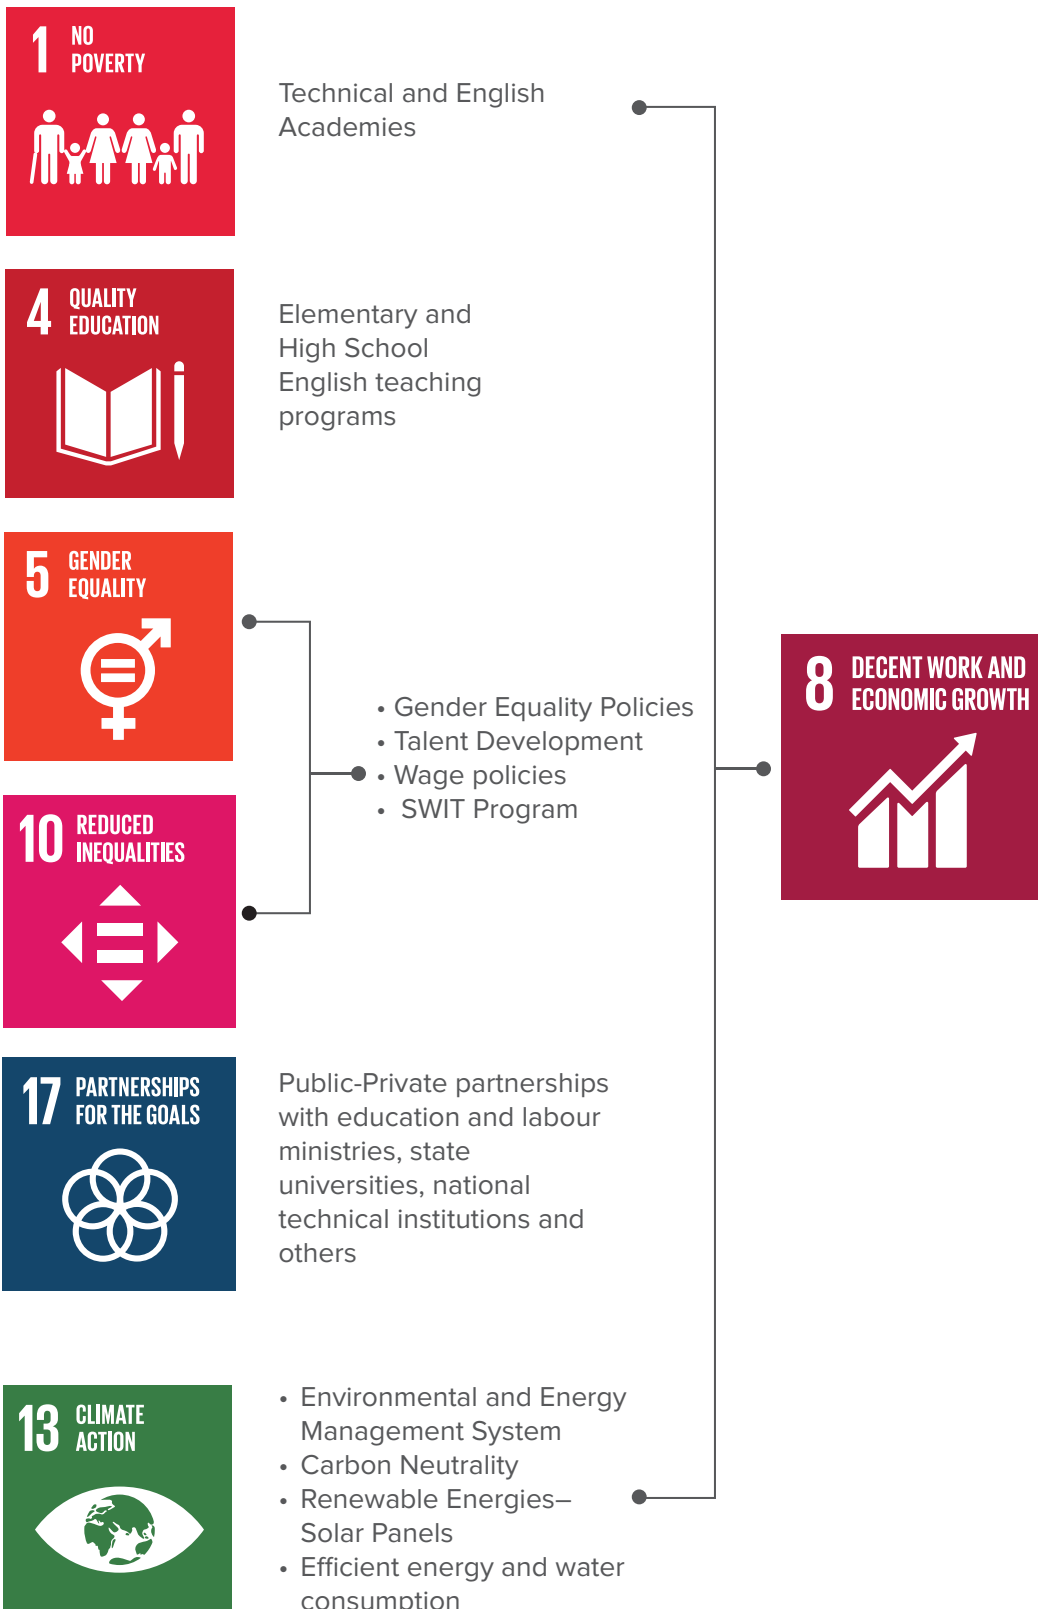 1 NO
POVERTY
Technical and English
Academies
4 QUALITY
EDUCATION
Elementary and
High School
English teaching
programs
5 GENDER
EQUALITY
10 REDUCED
INEQUALITIES
• Gender Equality Policies
• Talent Development
• Wage policies
• SWIT Program
8 DECENT WORK AND
ECONOMIC GROWTH
17 PARTNERSHIPS
FOR THE GOALS
Public-Private partnerships
with education and labour
ministries, state
universities, national
technical institutions and
others
13 CLIMATE
ACTION
• Environmental and Energy
Management System
• Carbon Neutrality
• Renewable Energies–
Solar Panels
• Efficient energy and water
consumption